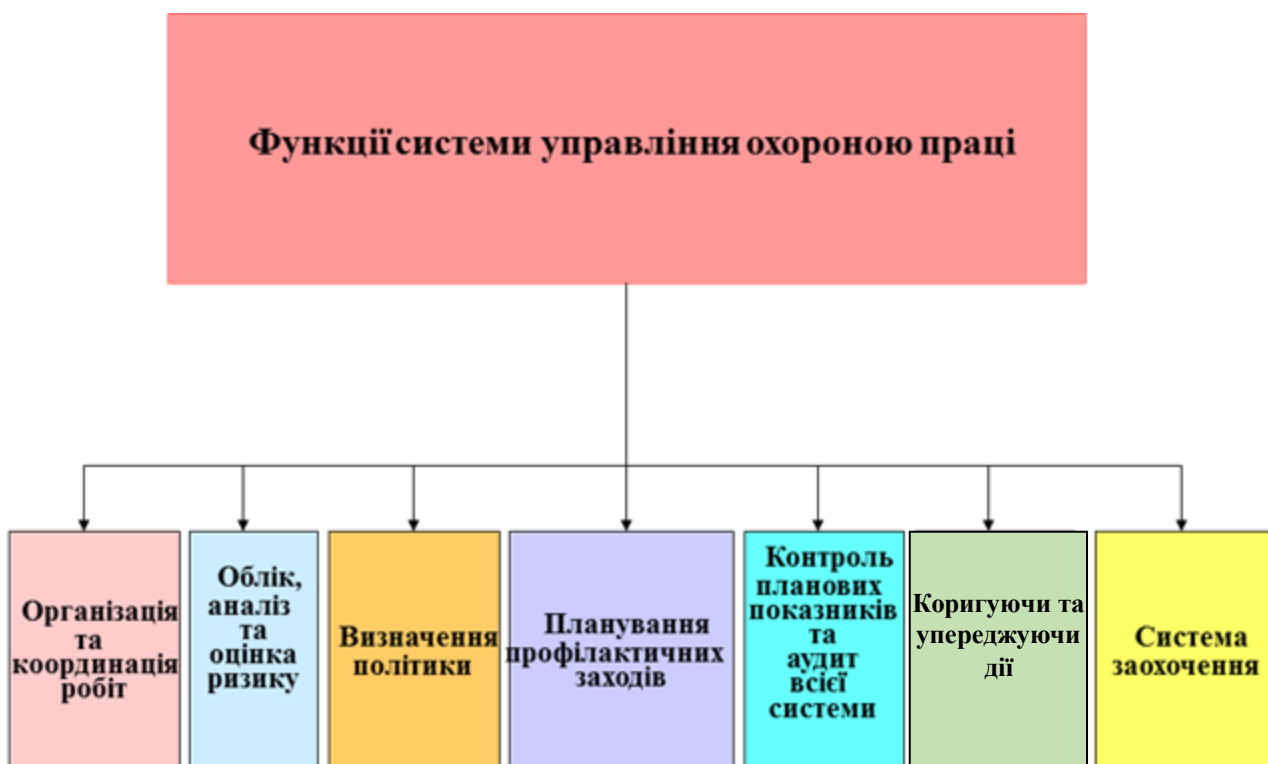 Функції системи управління охороною праці
Організація
та
координація
робіт
Облік,
аналіз
та
оцінка
ризику
Визначення
політики
Планування
профілактичних
заходів
Контроль
планових
показників
та
аудит
всієї
системи
Коригуючи та
упереджуючи
дії
Система
заохочення